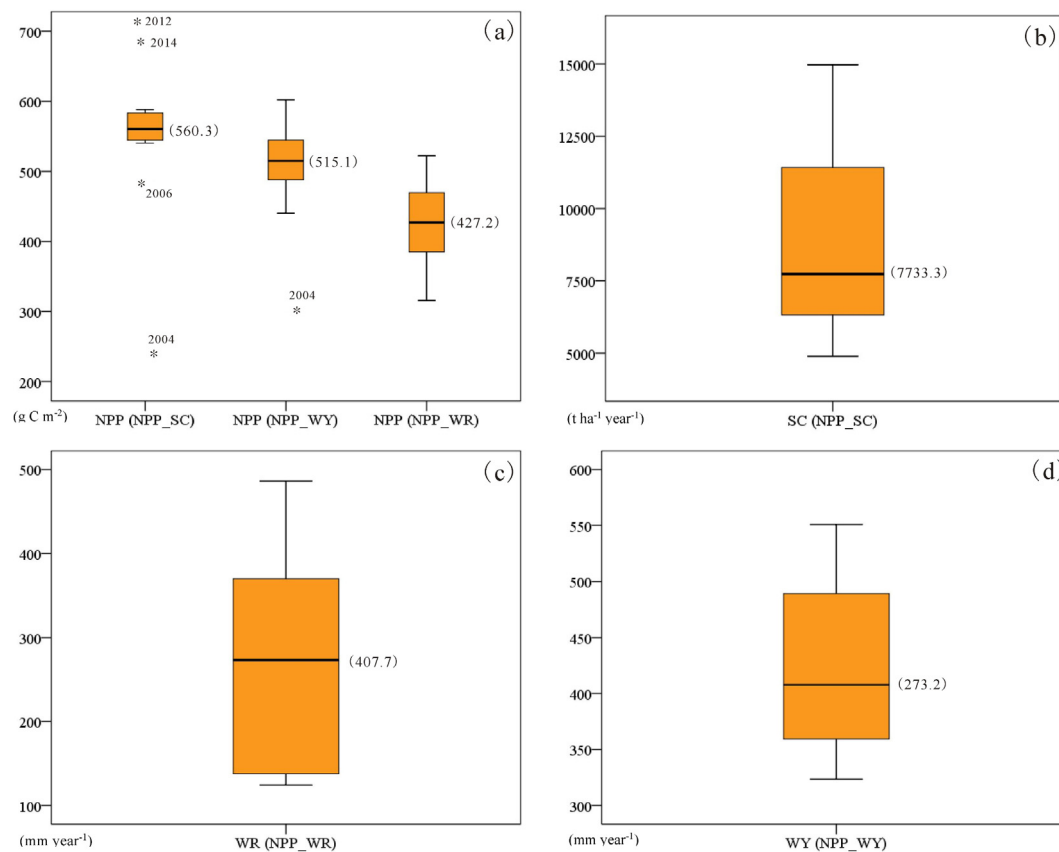 (a)
700
600
500
400
300
200
* 2012
* 2014
(560.3)
* 2006
2004
*
(515.1)
2004
*
(427.2)
(g C m⁻²)
NPP (NPP_SC)
NPP (NPP_WY)
NPP (NPP_WR)
(b)
15000
12500
10000
7500
5000
(7733.3)
(t ha⁻¹ year⁻¹)
SC (NPP_SC)
(c)
500
400
300
200
100
(407.7)
(mm year⁻¹)
WR (NPP_WR)
(d)
600
550
500
450
400
350
300
(273.2)
(mm year⁻¹)
WY (NPP_WY)